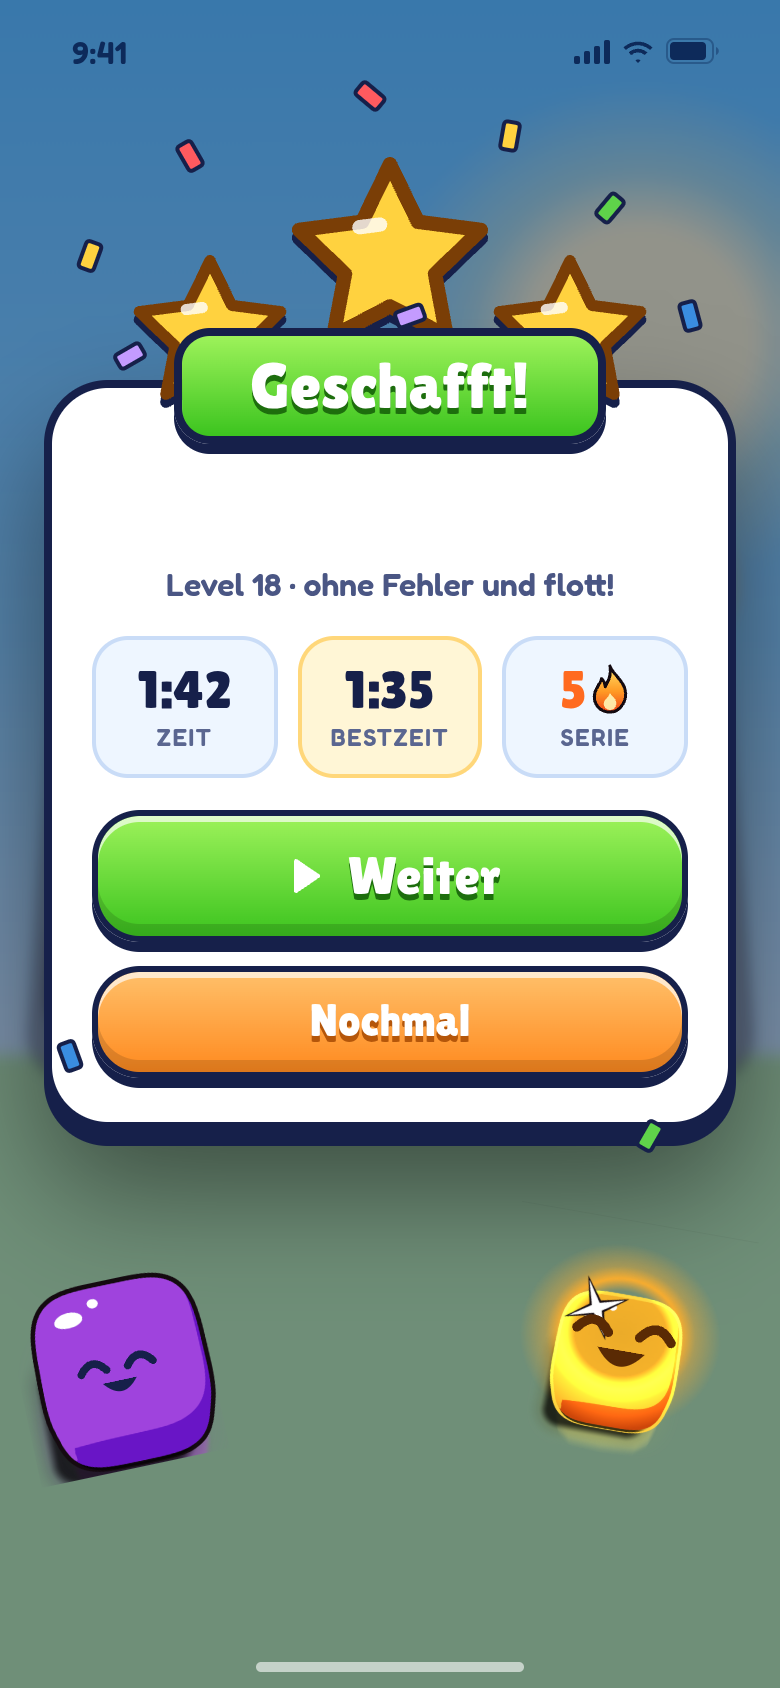 9:41
Geschafft!
Level 18 · ohne Fehler und flott!
1:42 1:35 5🔥
ZEIT BESTZEIT SERIE
Weiter
Nochmal